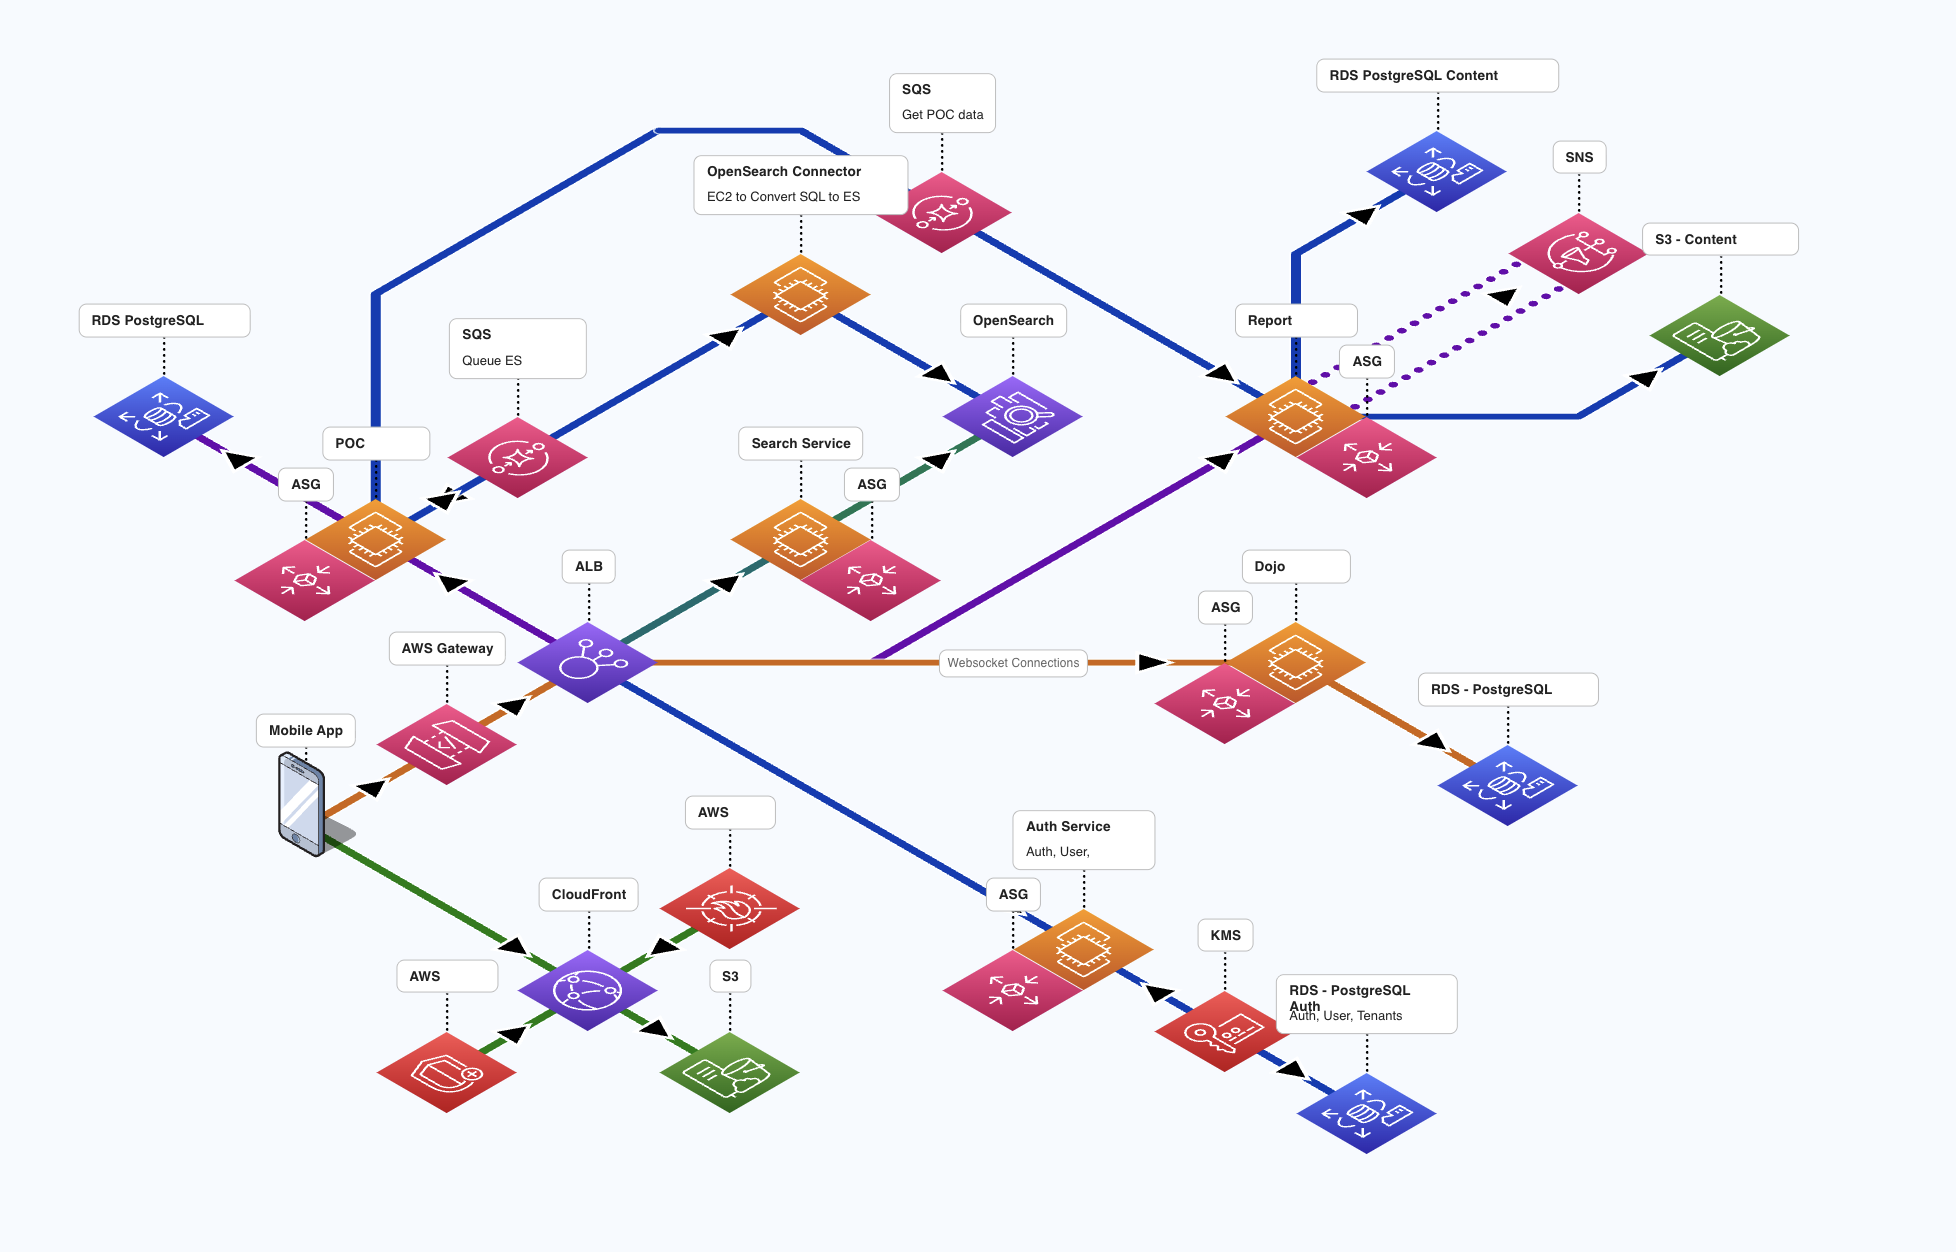 RDS PostgreSQL Content
SQS
Get POC data
SNS
OpenSearch Connector
EC2 to Convert SQL to ES
S3 - Content
RDS PostgreSQL
SQS
Queue ES
OpenSearch
Report
ASG
POC
Search Service
ASG
ASG
ALB
Dojo
ASG
AWS Gateway
Websocket Connections
RDS - PostgreSQL
Mobile App
AWS
Auth Service
Auth, User,
CloudFront
ASG
KMS
AWS
S3
RDS - PostgreSQL
Auth
Auth, User, Tenants